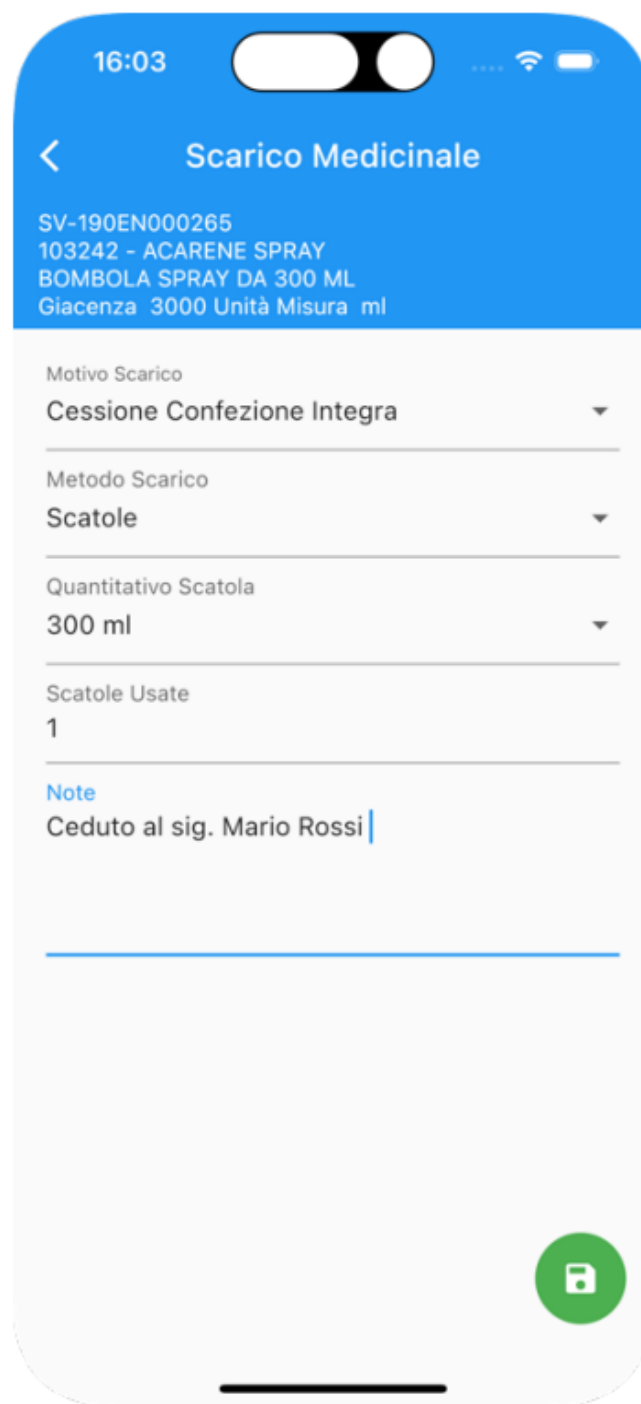 16:03
Scarico Medicinale
SV-190EN000265
103242 - ACARENE SPRAY
BOMBOLA SPRAY DA 300 ML
Giacenza 3000 Unità Misura ml
Motivo Scarico
Cessione Confezione Integra
Metodo Scarico
Scatole
Quantitativo Scatola
300 ml
Scatole Usate
1
Note
Ceduto al sig. Mario Rossi